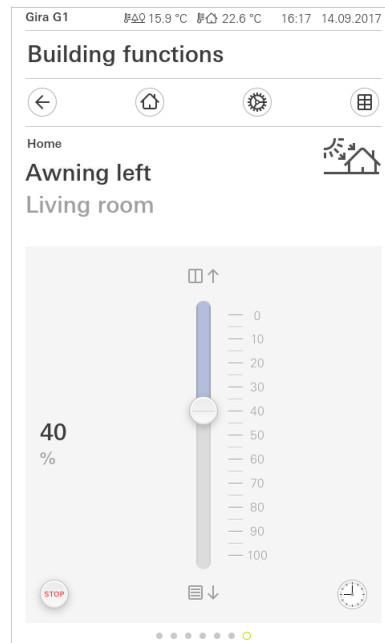 Gira G1 15.9 °C 22.6 °C 16:17 14.09.2017
Building functions
Home
Awning left
Living room
0
10
20
30
40
50
60
70
80
90
100
40
%
STOP